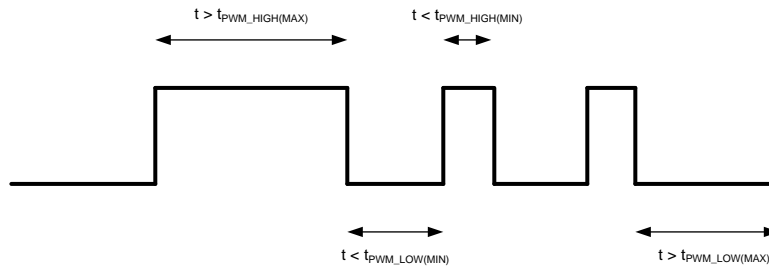 t > tPWM_HIGH(MAX)
t < tPWM_HIGH(MIN)
t < tPWM_LOW(MIN)
t > tPWM_LOW(MAX)